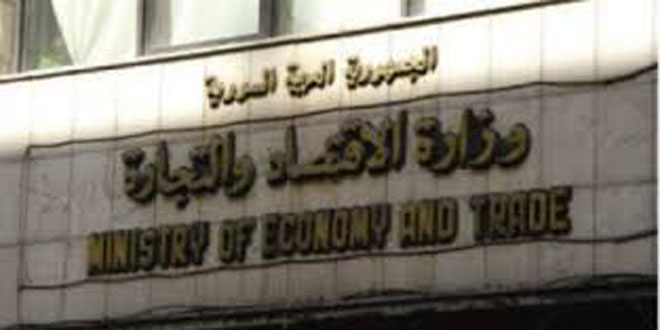 الجمهورية العربية السورية
وزارة الاقتصاد والتجارة
MINISTRY OF ECONOMY AND TRADE